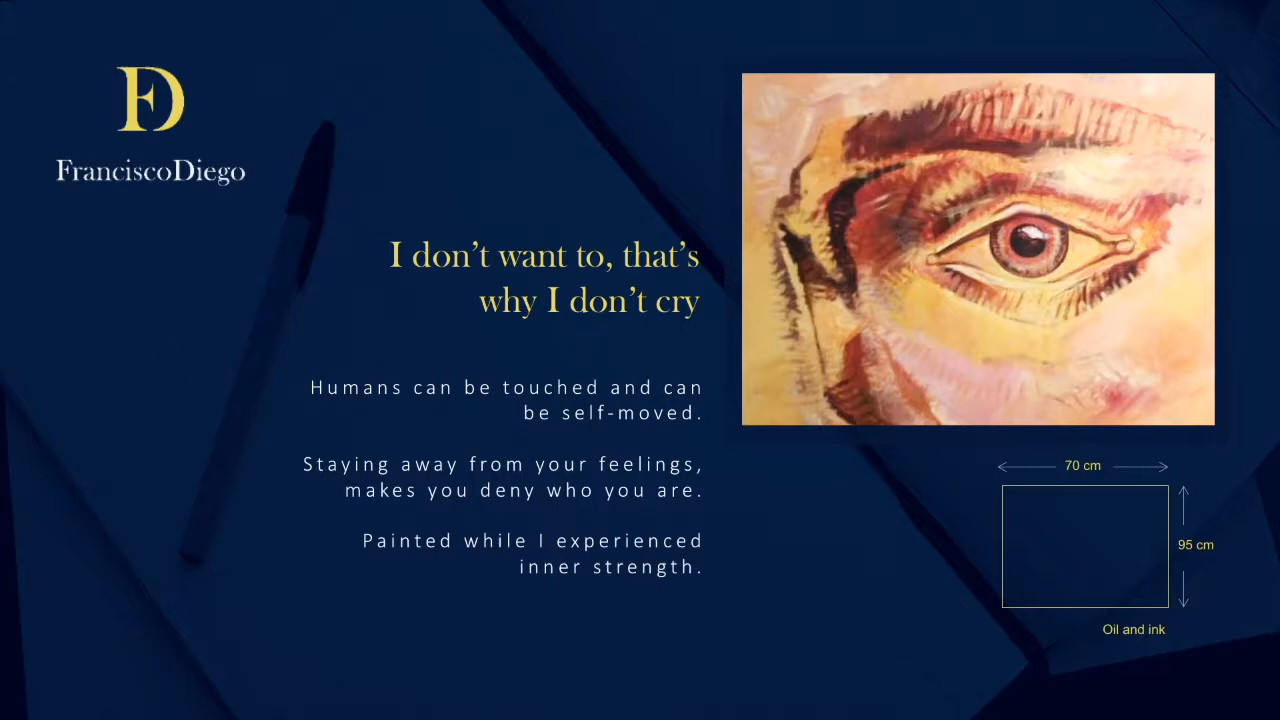 FD
FranciscoDiego
I don't want to, that's
why I don't cry
Humans can be touched and can
be self-moved.
Staying away from your feelings,
makes you deny who you are.
Painted while I experienced
inner strength.
70 cm
95 cm
Oil and ink